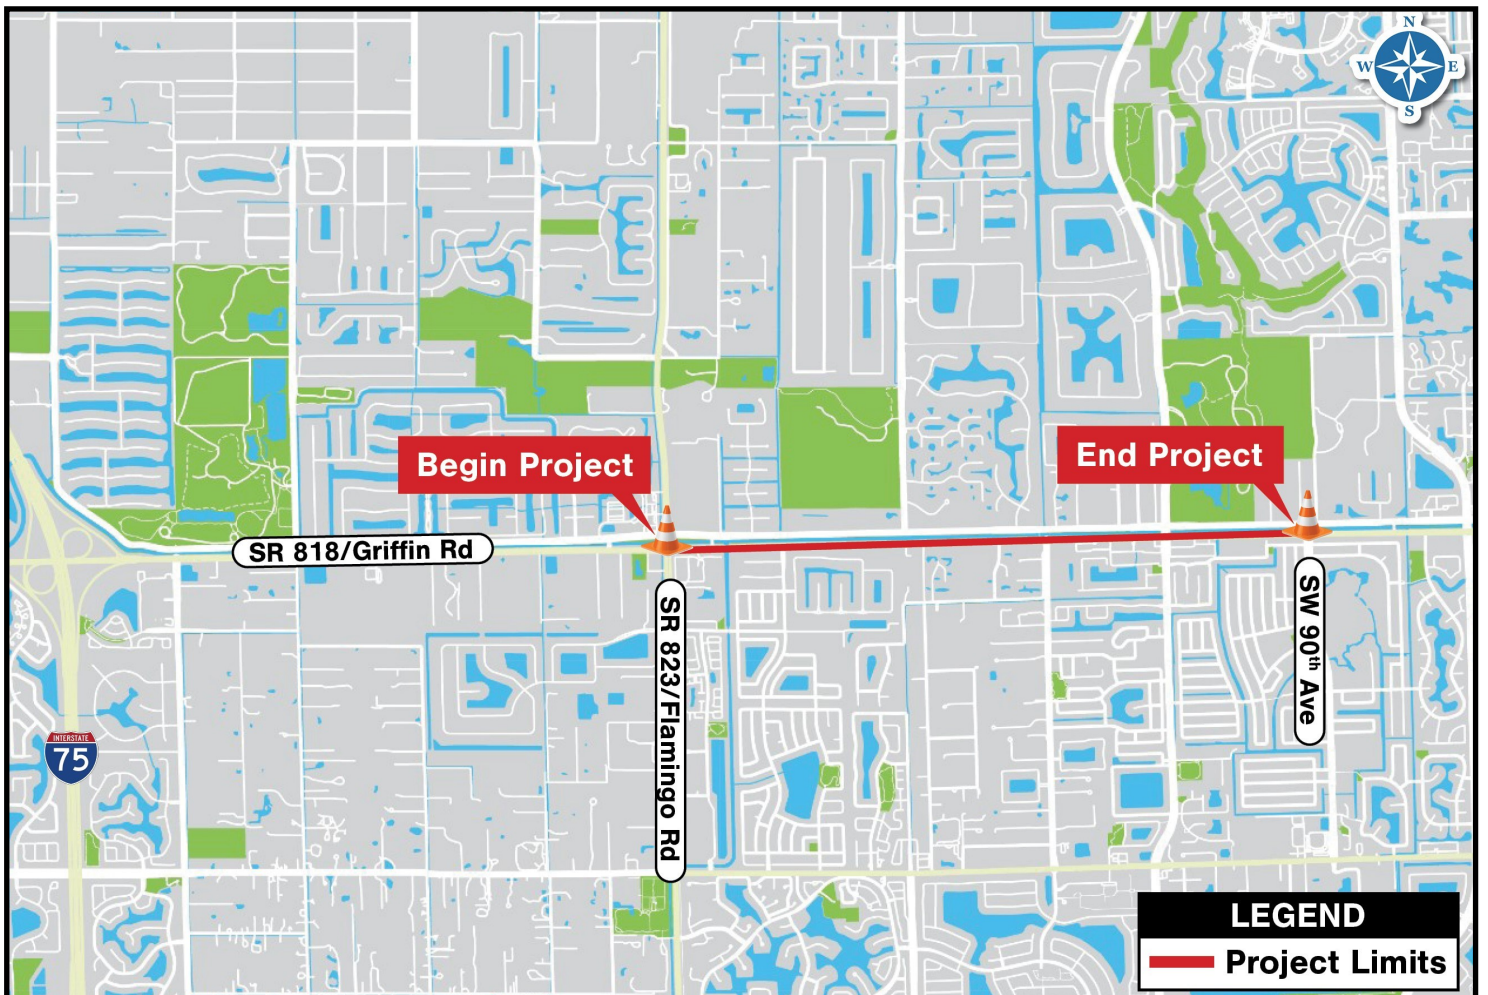 N
W E
S
Begin Project
End Project
SR 818/Griffin Rd
SR 823/Flamingo Rd
SW 90th Ave
INTERSTATE
75
LEGEND
Project Limits